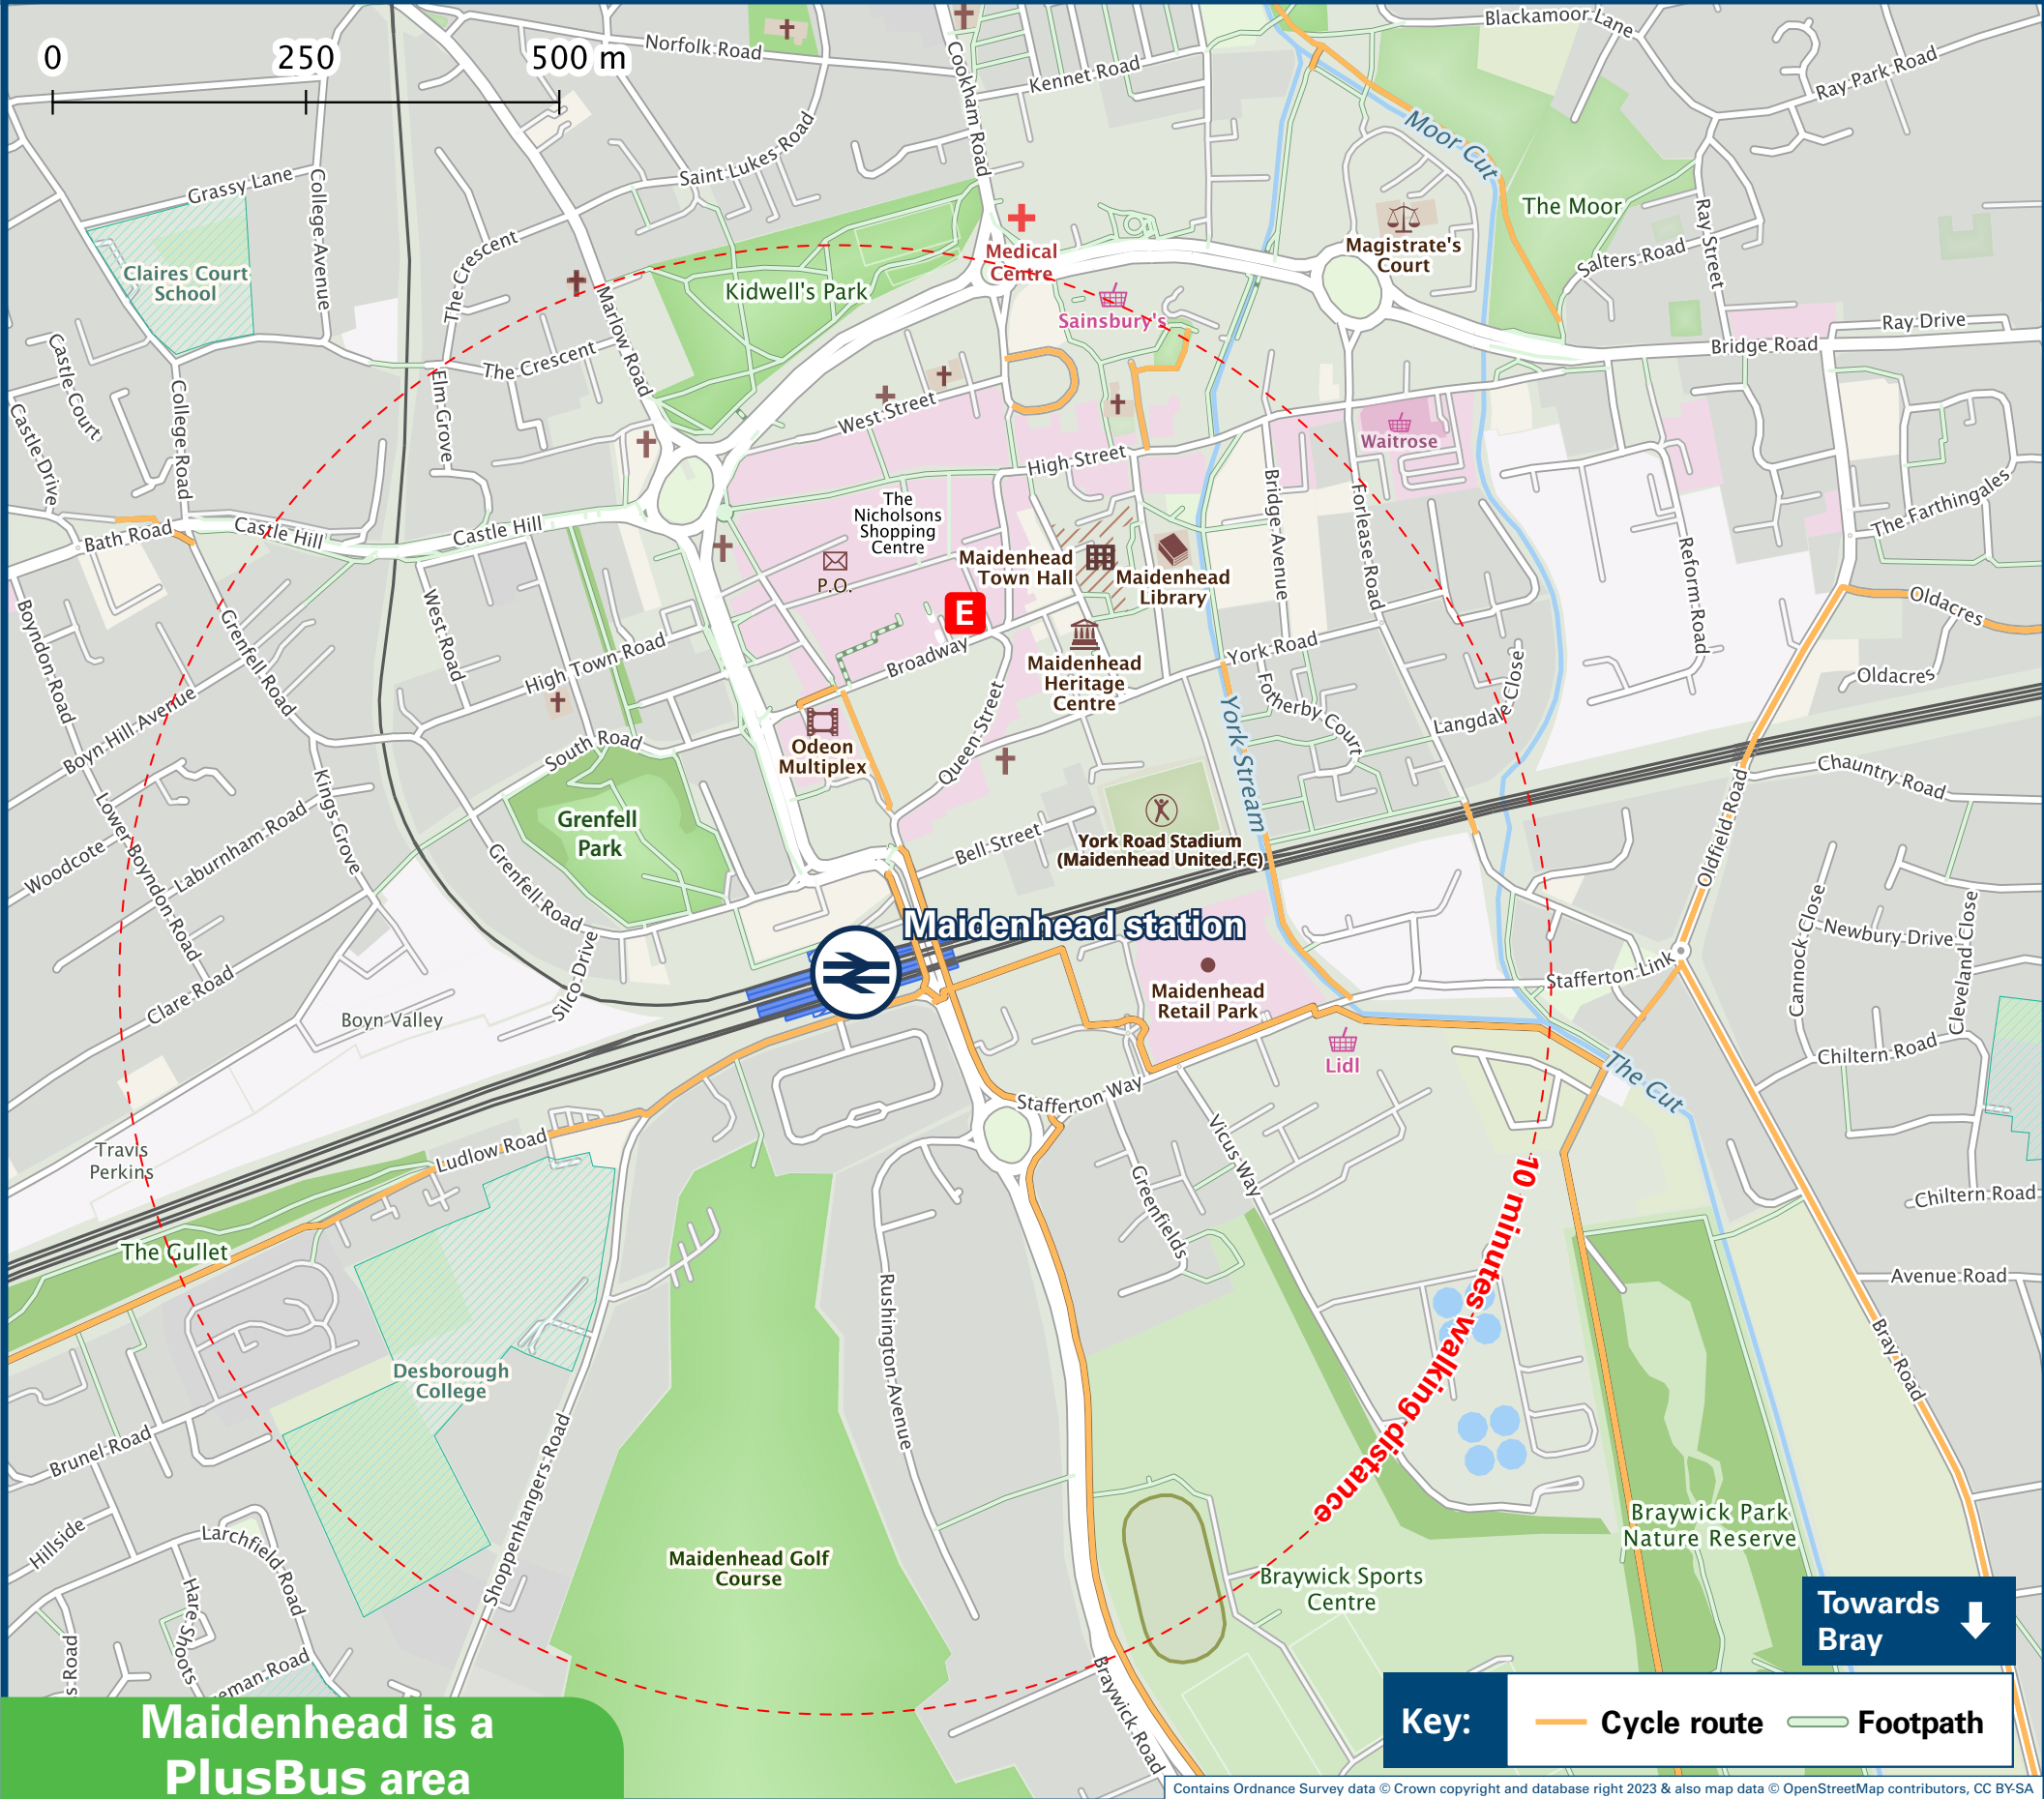 0 250 500 m
Norfolk Road
Cookham Road
Kennet Road
Blackamoor Lane
Ray Park Road
Moor Cut
Saint Lukes Road
Grassy Lane
College Avenue
The Moor
Ray Street
Salters Road
Magistrate's
Court
Medical
Centre
The Crescent
Claires Court
School
Kidwell's Park
Sainsbury's
Marlow Road
Ray Drive
Bridge Road
Castle Court
The Crescent
Elm Grove
College Road
Castle Drive
West Street
High Street
Waitrose
Bridge Avenue
Forlease Road
The Farthingales
Bath Road
Castle Hill
Castle Hill
The
Nicholsons
Shopping
Centre
P.O.
Maidenhead
Town Hall
Maidenhead
Library
Reform Road
E
Oldacres
Oldacres
Boyndon Road
Grenfell Road
West Road
High Town Road
Broadway
Maidenhead
Heritage
Centre
York Road
Fotherby Court
Langdale Close
Boyn Hill Avenue
South Road
Odeon
Multiplex
Queen Street
York Stream
Chauntry Road
Kings Grove
Lower Boyndon Road
Laburnham Road
Woodcote
Grenfell
Park
Bell Street
York Road Stadium
(Maidenhead United FC)
Oldfield Road
Grenfell Road
Maidenhead station
Cannock Close
Newbury Drive
Cleveland Close
Stafferton Link
Clare Road
Silco Drive
Boyn Valley
Maidenhead
Retail Park
Lidl
Chiltern Road
The Cut
Stafferton Way
Travis
Perkins
Ludlow Road
Vicus Way
Greenfields
Chiltern Road
The Gullet
Avenue Road
10 minutes walking distance
Rushington Avenue
Bray Road
Desborough
College
Brunel Road
Shoppenhangers Road
Hillside
Larchfield Road
Hare Shoots
Maidenhead Golf
Course
Braywick Park
Nature Reserve
Braywick Sports
Centre
Braywick Road
s Road
eman Road
Towards
Bray
Key: Cycle route Footpath
Maidenhead is a
PlusBus area
Contains Ordnance Survey data © Crown copyright and database right 2023 & also map data © OpenStreetMap contributors, CC BY-SA